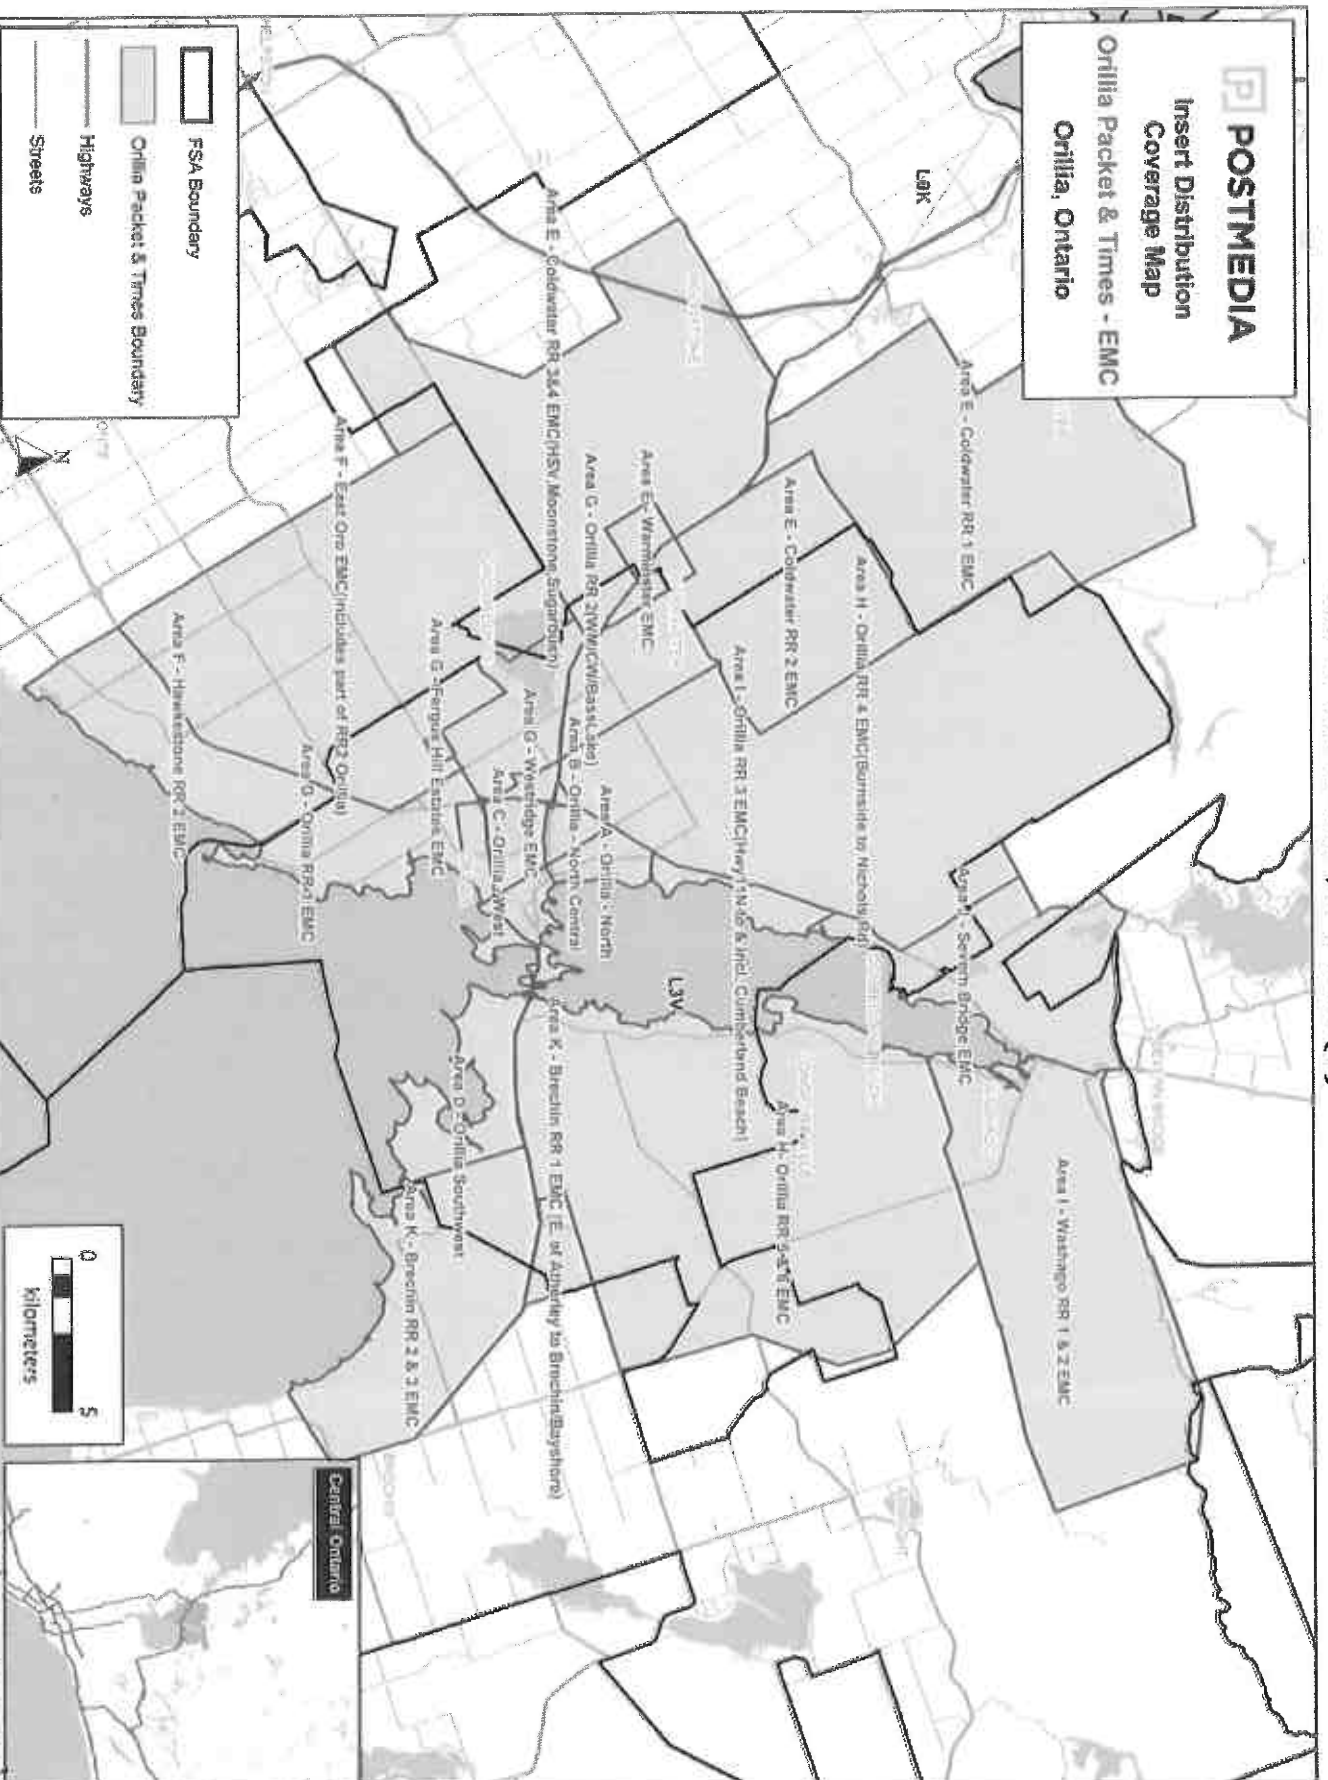 POSTMEDIA
Insert Distribution
Coverage Map
Orillia Packet & Times - EMC
Orillia, Ontario
L0K
Area E - Coldwater RR 1 EMC
Area E - Coldwater RR 2 EMC
Area H - Orillia RR & EMC(Burnside to Nichols Rd)
Area J - Severn Bridge EMC
Area I - Washago RR 1 & 2 EMC
Area I - Orillia RR 3 EMC(Hwy11N to & Incl. Cumberland Beach)
Area H - Orillia RR 5 & 6 EMC
L3V
Area E - Warminster EMC
Area A - Orillia - North
Area G - Orillia RR 2(WM/CW/BassLake)
Area B - Orillia - North Central
Area E - Coldwater RR 3&4 EMC(HSV,Moonstone,Sugarbush)
Area K - Brechin RR 1 EMC (E. of Atherley to Brechin/Bayshore)
Area G - Westridge EMC
Area C - Orillia - West
Area D - Orillia Southwest
Area G - Fergus Hill Estates EMC
Area K - Brechin RR 2 & 3 EMC
Area F - East Oro EMC(Includes part of RR2 Orillia)
Area G - Orillia RR 1 EMC
Area F - Hawkestone RR 2 EMC
FSA Boundary
Orillia Packet & Times Boundary
Highways
Streets
N
0 5
kilometers
Central Ontario